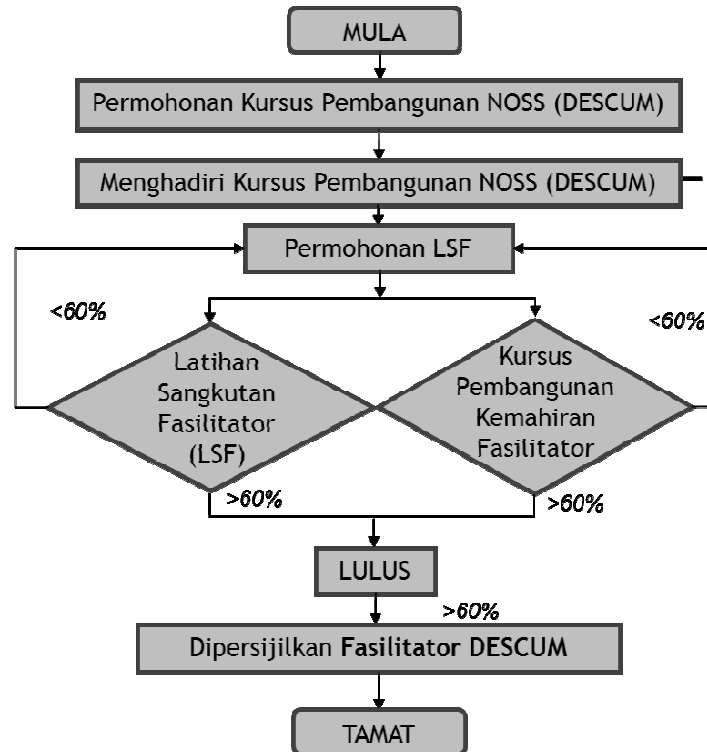 MULA
Permohonan Kursus Pembangunan NOSS (DESCUM)
Menghadiri Kursus Pembangunan NOSS (DESCUM)
Permohonan LSF
<60%
<60%
Latihan
Sangkutan
Fasilitator
(LSF)
Kursus
Pembangunan
Kemahiran
Fasilitator
>60%
>60%
LULUS
>60%
Dipersijilkan Fasilitator DESCUM
TAMAT